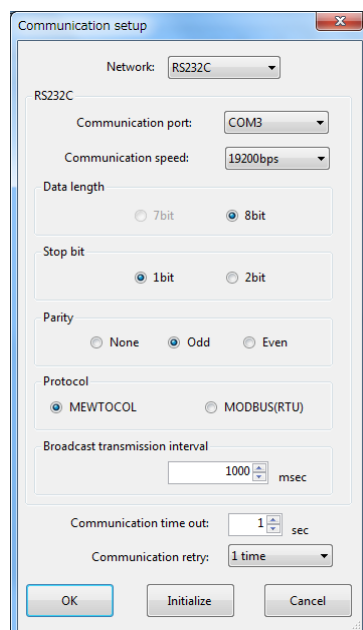 Communication setup
Network: RS232C
RS232C
Communication port: COM3
Communication speed: 19200bps
Data length
7bit 8bit
Stop bit
1bit 2bit
Parity
None Odd Even
Protocol
MEWTOCOL MODBUS(RTU)
Broadcast transmission interval
1000 msec
Communication time out: 1 sec
Communication retry: 1 time
OK Initialize Cancel